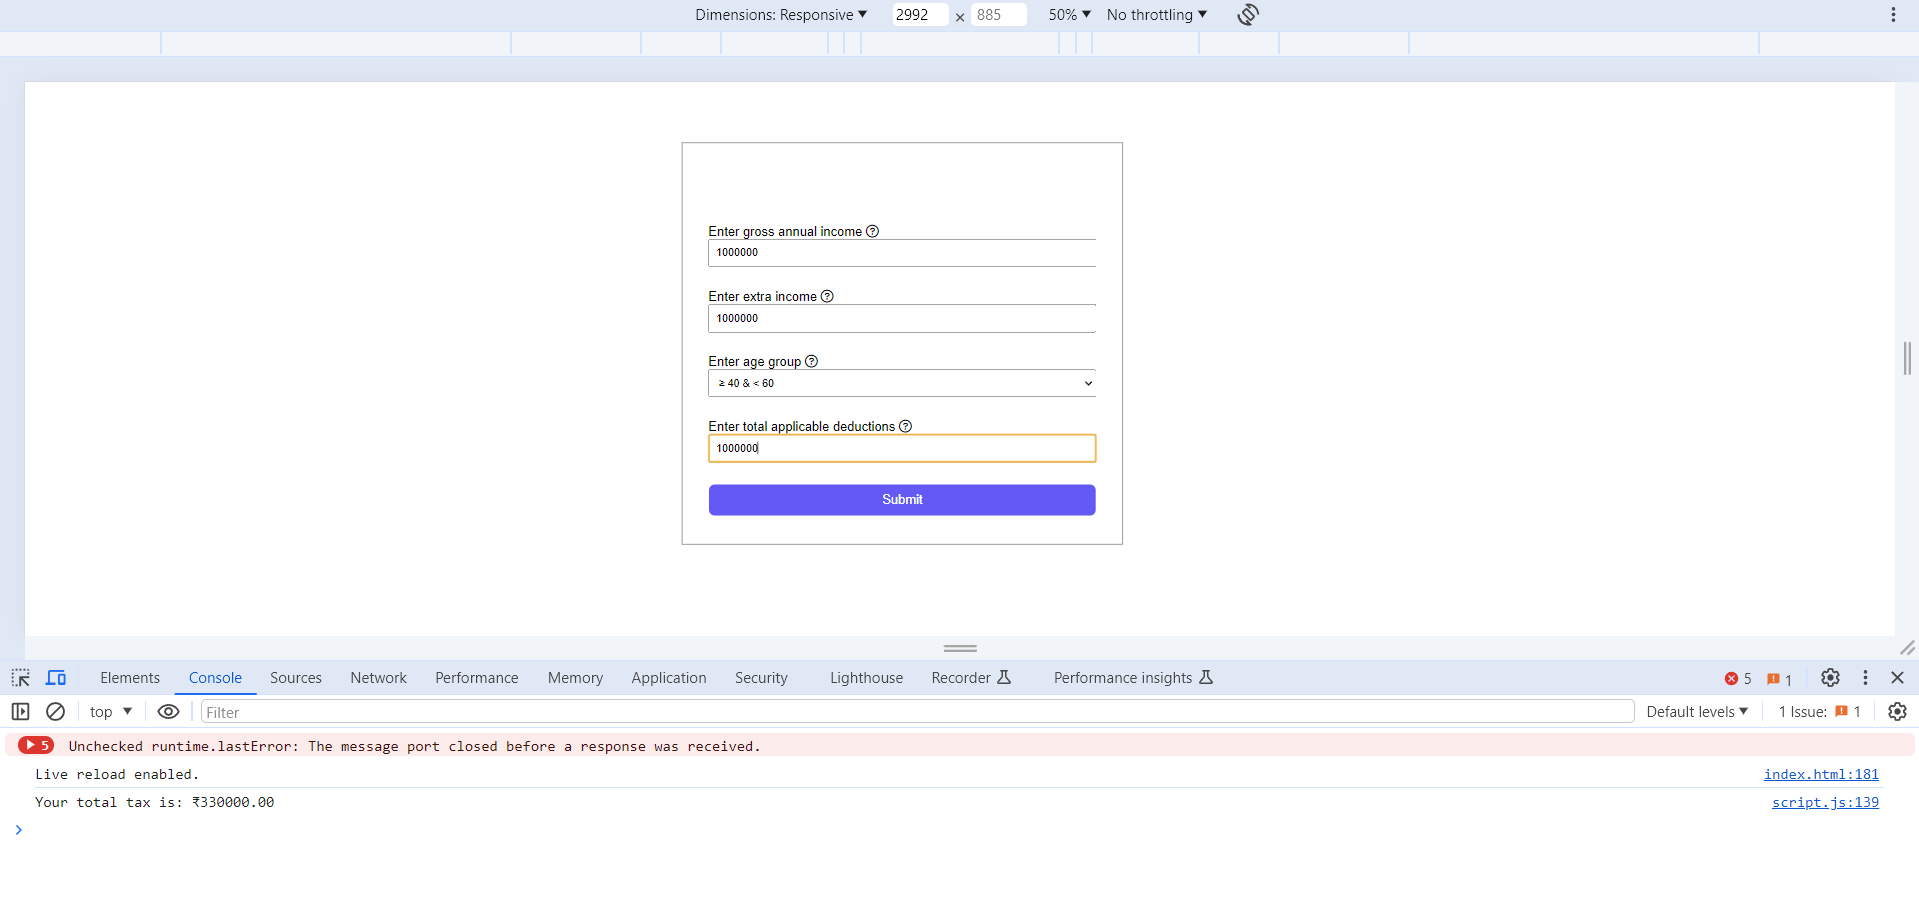 Dimensions: Responsive 2992 × 885 50% No throttling
Enter gross annual income
1000000
Enter extra income
1000000
Enter age group
≥ 40 & < 60
Enter total applicable deductions
1000000
Submit
Elements Console Sources Network Performance Memory Application Security Lighthouse Recorder Performance insights 5 1
top Filter Default levels 1 Issue: 1
5 Unchecked runtime.lastError: The message port closed before a response was received.
Live reload enabled. index.html:181
Your total tax is: ₹330000.00 script.js:139